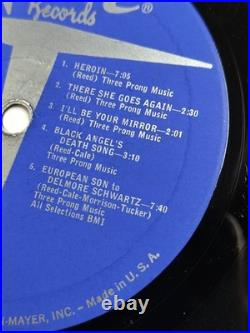 Records
®
1. HEROIN—7:05
(Reed) Three Prong Music
2. THERE SHE GOES AGAIN—2:30
(Reed) Three Prong Music
3. I'LL BE YOUR MIRROR—2:01
(Reed) Three Prong Music
4. BLACK ANGEL'S
DEATH SONG—3:10
(Reed-Cale)
Three Prong Music
5. EUROPEAN SON to
DELMORE SCHWARTZ—7:40
(Reed-Cale-Morrison-Tucker)
Three Prong Music
All Selections BMI
-MAYER, INC. – Made in U. S. A.